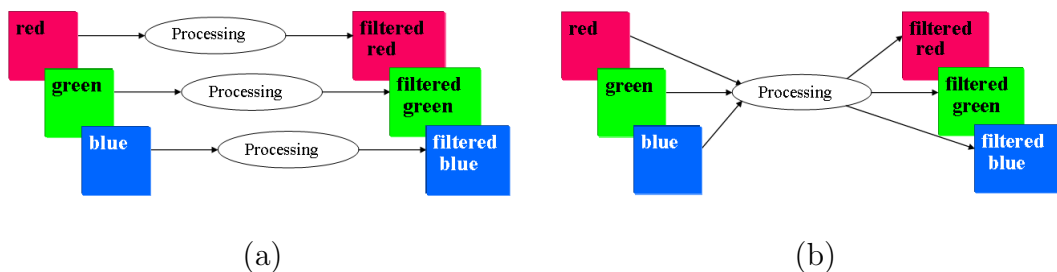 red
Processing
filtered
red
green
Processing
filtered
green
blue
Processing
filtered
blue
(a)
red
filtered
red
green
Processing
filtered
green
blue
filtered
blue
(b)